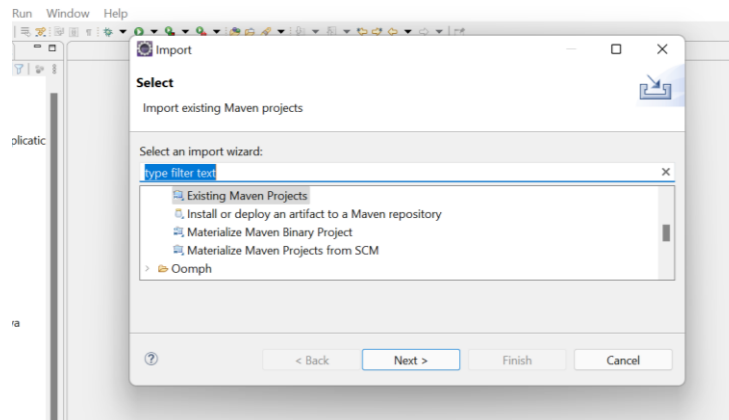 Run Window Help
Import
Select
Import existing Maven projects
plicatic
Select an import wizard:
type filter text
Existing Maven Projects
Install or deploy an artifact to a Maven repository
Materialize Maven Binary Project
Materialize Maven Projects from SCM
Oomph
va
< Back Next > Finish Cancel